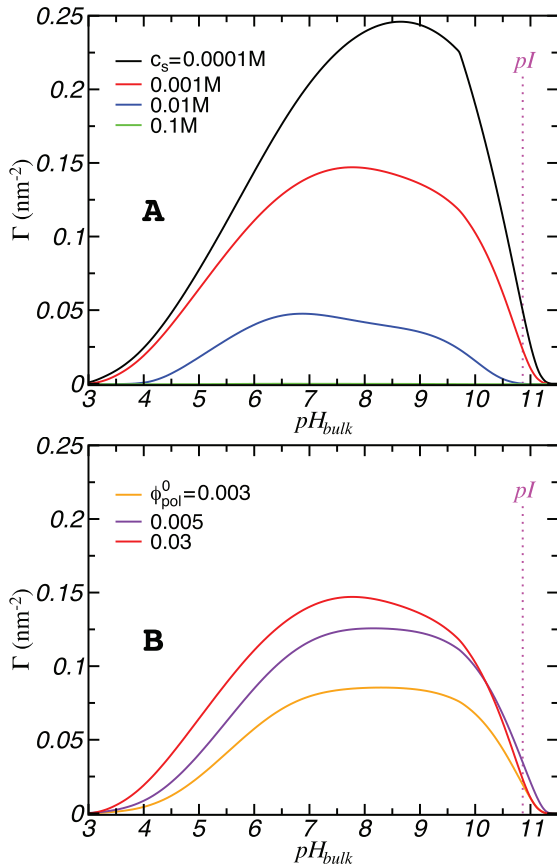 0.25
pI
c_s=0.0001M
0.2
0.001M
0.01M
0.1M
0.15
A
Γ (nm⁻²)
0.1
0.05
0
3 4 5 6 7 8 9 10 11
pH_bulk
0.25
pI
ϕ⁰_pol=0.003
0.2
0.005
0.03
0.15
B
Γ (nm⁻²)
0.1
0.05
0
3 4 5 6 7 8 9 10 11
pH_bulk